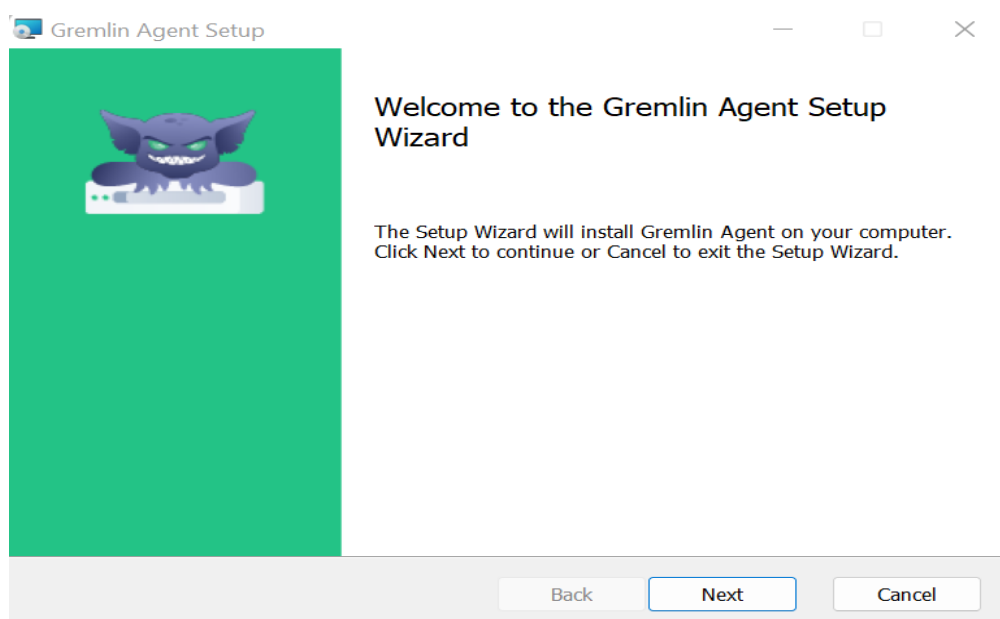 Gremlin Agent Setup
Welcome to the Gremlin Agent Setup
Wizard
The Setup Wizard will install Gremlin Agent on your computer.
Click Next to continue or Cancel to exit the Setup Wizard.
Back
Next
Cancel